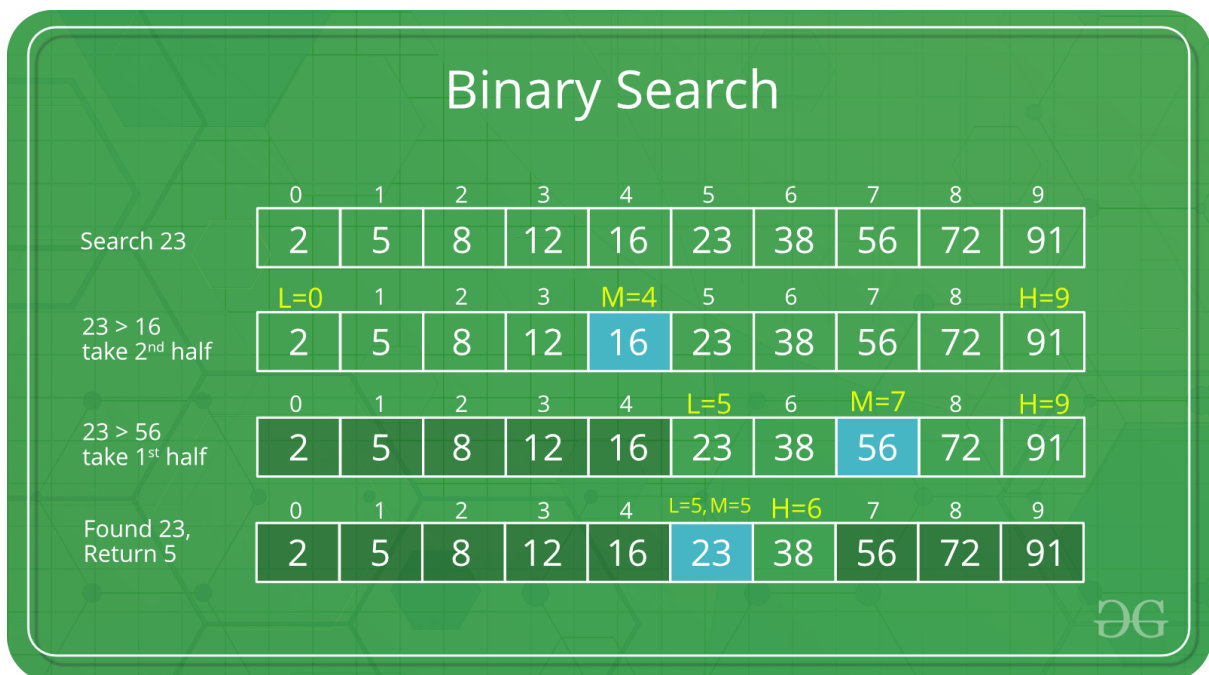 Binary Search
0 1 2 3 4 5 6 7 8 9
Search 23 2 5 8 12 16 23 38 56 72 91
L=0 1 2 3 M=4 5 6 7 8 H=9
23 > 16
take 2nd half
2 5 8 12 16 23 38 56 72 91
0 1 2 3 4 L=5 6 M=7 8 H=9
23 > 56
take 1st half
2 5 8 12 16 23 38 56 72 91
0 1 2 3 4 L=5, M=5 H=6 7 8 9
Found 23,
Return 5
2 5 8 12 16 23 38 56 72 91